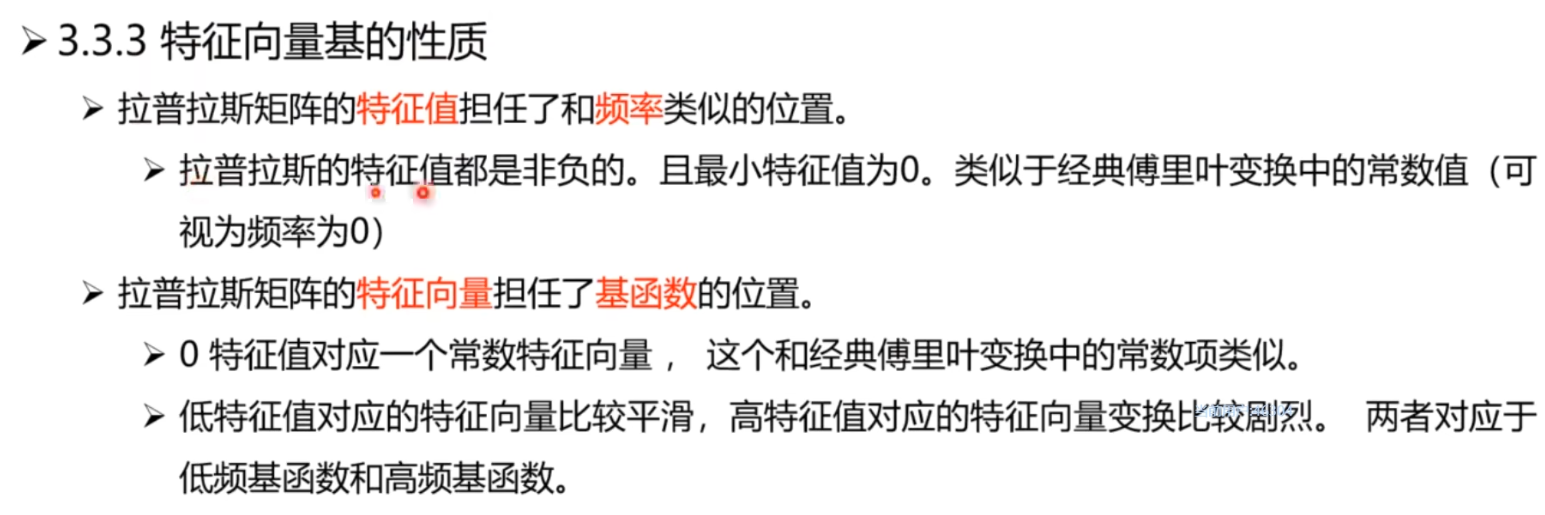 ➢ 3.3.3 特征向量基的性质
➢ 拉普拉斯矩阵的特征值担任了和频率类似的位置。
➢ 拉普拉斯的特征值都是非负的。且最小特征值为0。类似于经典傅里叶变换中的常数值（可
视为频率为0）
➢ 拉普拉斯矩阵的特征向量担任了基函数的位置。
➢ 0 特征值对应一个常数特征向量 ， 这个和经典傅里叶变换中的常数项类似。
➢ 低特征值对应的特征向量比较平滑，高特征值对应的特征向量变换比较剧烈。 两者对应于
低频基函数和高频基函数。